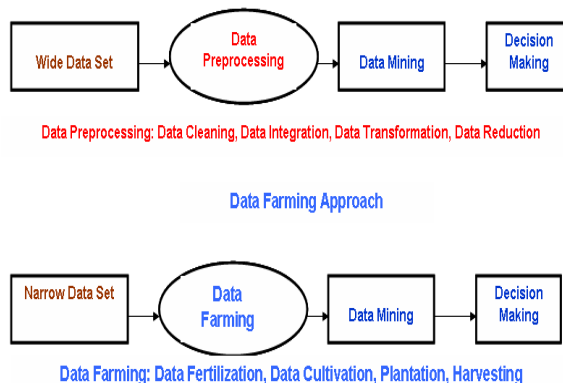 Wide Data Set
Data
Preprocessing
Data Mining
Decision
Making
Data Preprocessing: Data Cleaning, Data Integration, Data Transformation, Data Reduction
Data Farming Approach
Narrow Data Set
Data
Farming
Data Mining
Decision
Making
Data Farming: Data Fertilization, Data Cultivation, Plantation, Harvesting